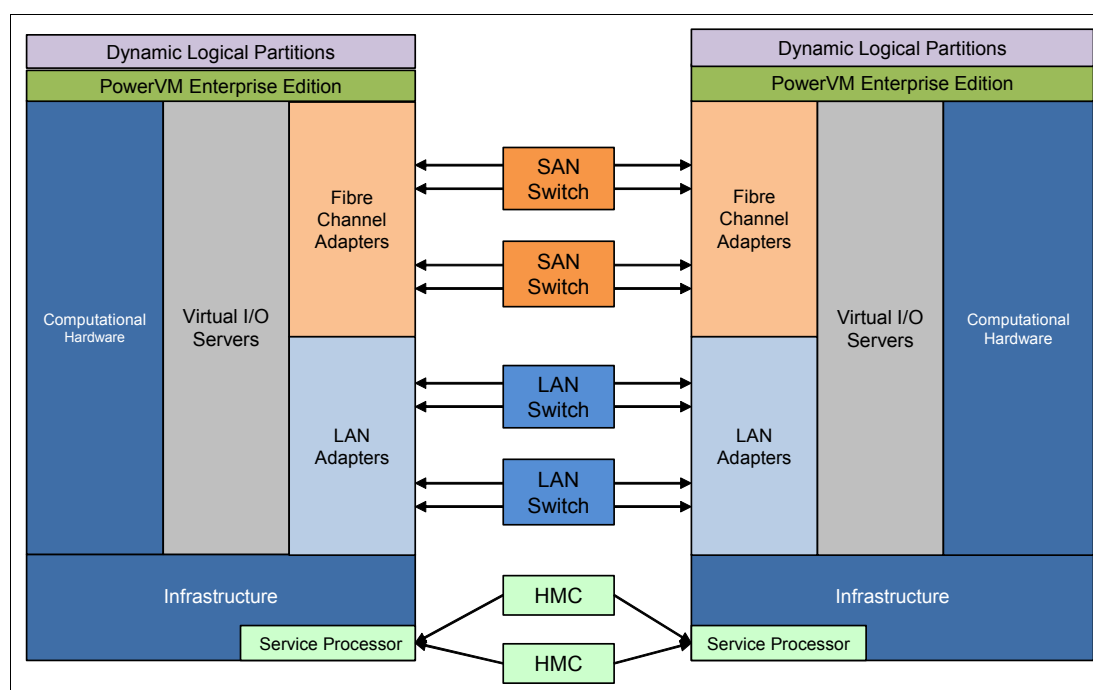 Dynamic Logical Partitions
PowerVM Enterprise Edition
Computational
Hardware
Virtual I/O
Servers
Fibre
Channel
Adapters
LAN
Adapters
Infrastructure
Service Processor
SAN
Switch
SAN
Switch
LAN
Switch
LAN
Switch
HMC
HMC
Dynamic Logical Partitions
PowerVM Enterprise Edition
Fibre
Channel
Adapters
LAN
Adapters
Virtual I/O
Servers
Computational
Hardware
Infrastructure
Service Processor